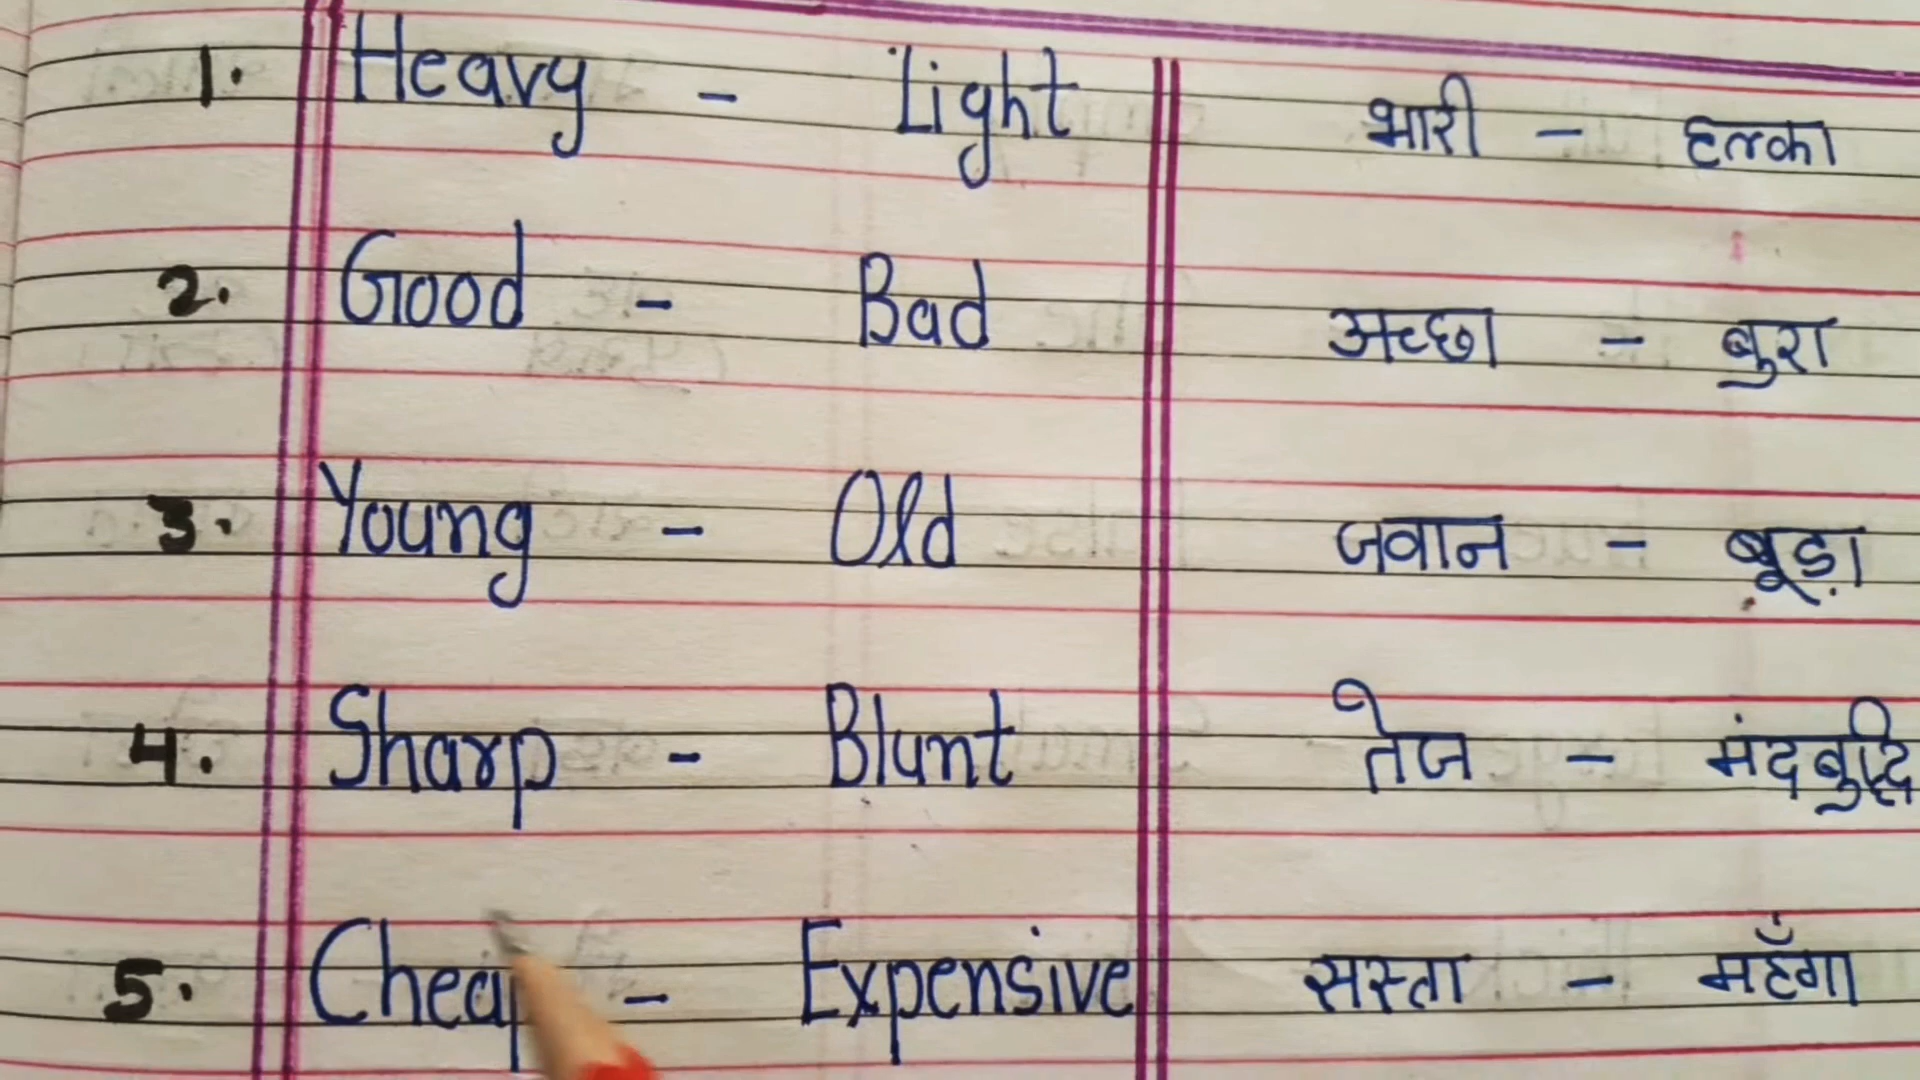 1. Heavy - Light भारी - हल्का
2. Good - Bad अच्छा - बुरा
3. Young - Old जवान - बूड़ा
4. Sharp - Blunt तेज - मंदबुद्धि
5. Cheap - Expensive सस्ता - महँगा